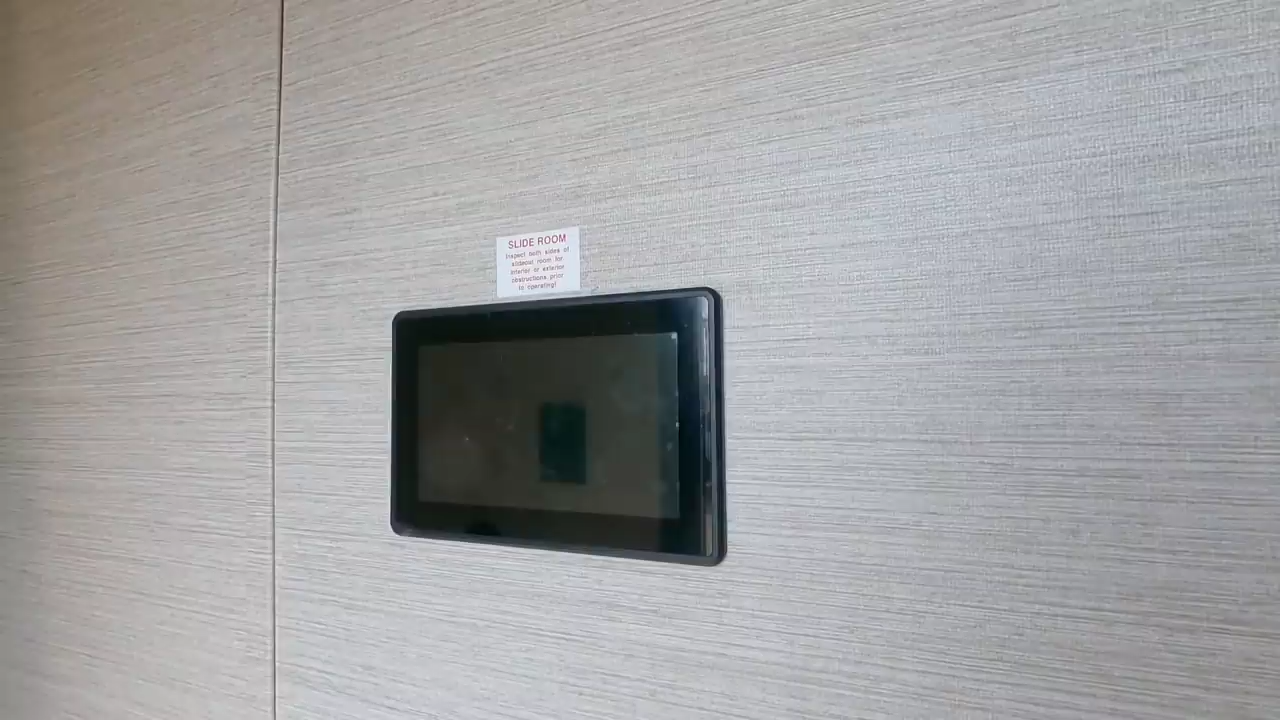 SLIDE ROOM
Inspect both sides of
slideout room for
interior or exterior
obstructions prior
to operating!